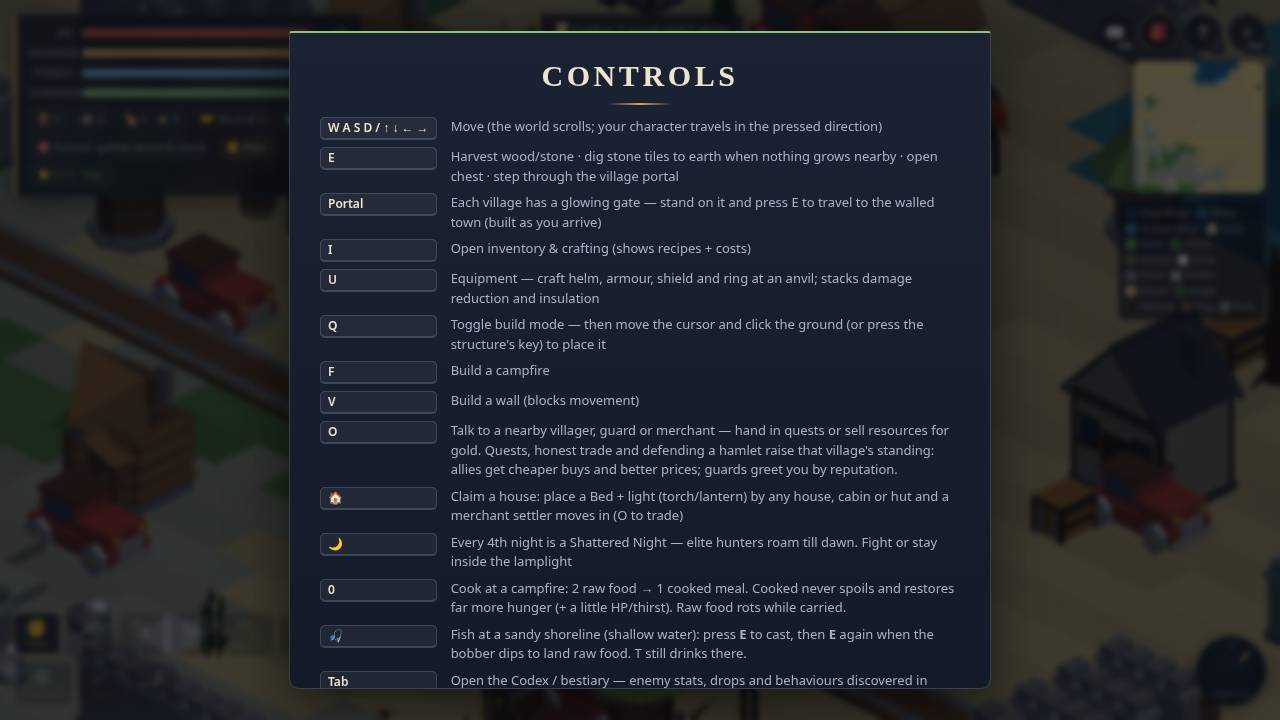 CONTROLS
W A S D / ↑ ↓ ← → Move (the world scrolls; your character travels in the pressed direction)
E Harvest wood/stone · dig stone tiles to earth when nothing grows nearby · open
chest · step through the village portal
Portal Each village has a glowing gate — stand on it and press E to travel to the walled
town (built as you arrive)
I Open inventory & crafting (shows recipes + costs)
U Equipment — craft helm, armour, shield and ring at an anvil; stacks damage
reduction and insulation
Q Toggle build mode — then move the cursor and click the ground (or press the
structure's key) to place it
F Build a campfire
V Build a wall (blocks movement)
O Talk to a nearby villager, guard or merchant — hand in quests or sell resources for
gold. Quests, honest trade and defending a hamlet raise that village's standing:
allies get cheaper buys and better prices; guards greet you by reputation.
🏠 Claim a house: place a Bed + light (torch/lantern) by any house, cabin or hut and a
merchant settler moves in (O to trade)
🌙 Every 4th night is a Shattered Night — elite hunters roam till dawn. Fight or stay
inside the lamplight
0 Cook at a campfire: 2 raw food → 1 cooked meal. Cooked never spoils and restores
far more hunger (+ a little HP/thirst). Raw food rots while carried.
🎣 Fish at a sandy shoreline (shallow water): press E to cast, then E again when the
bobber dips to land raw food. T still drinks there.
Tab Open the Codex / bestiary — enemy stats, drops and behaviours discovered in